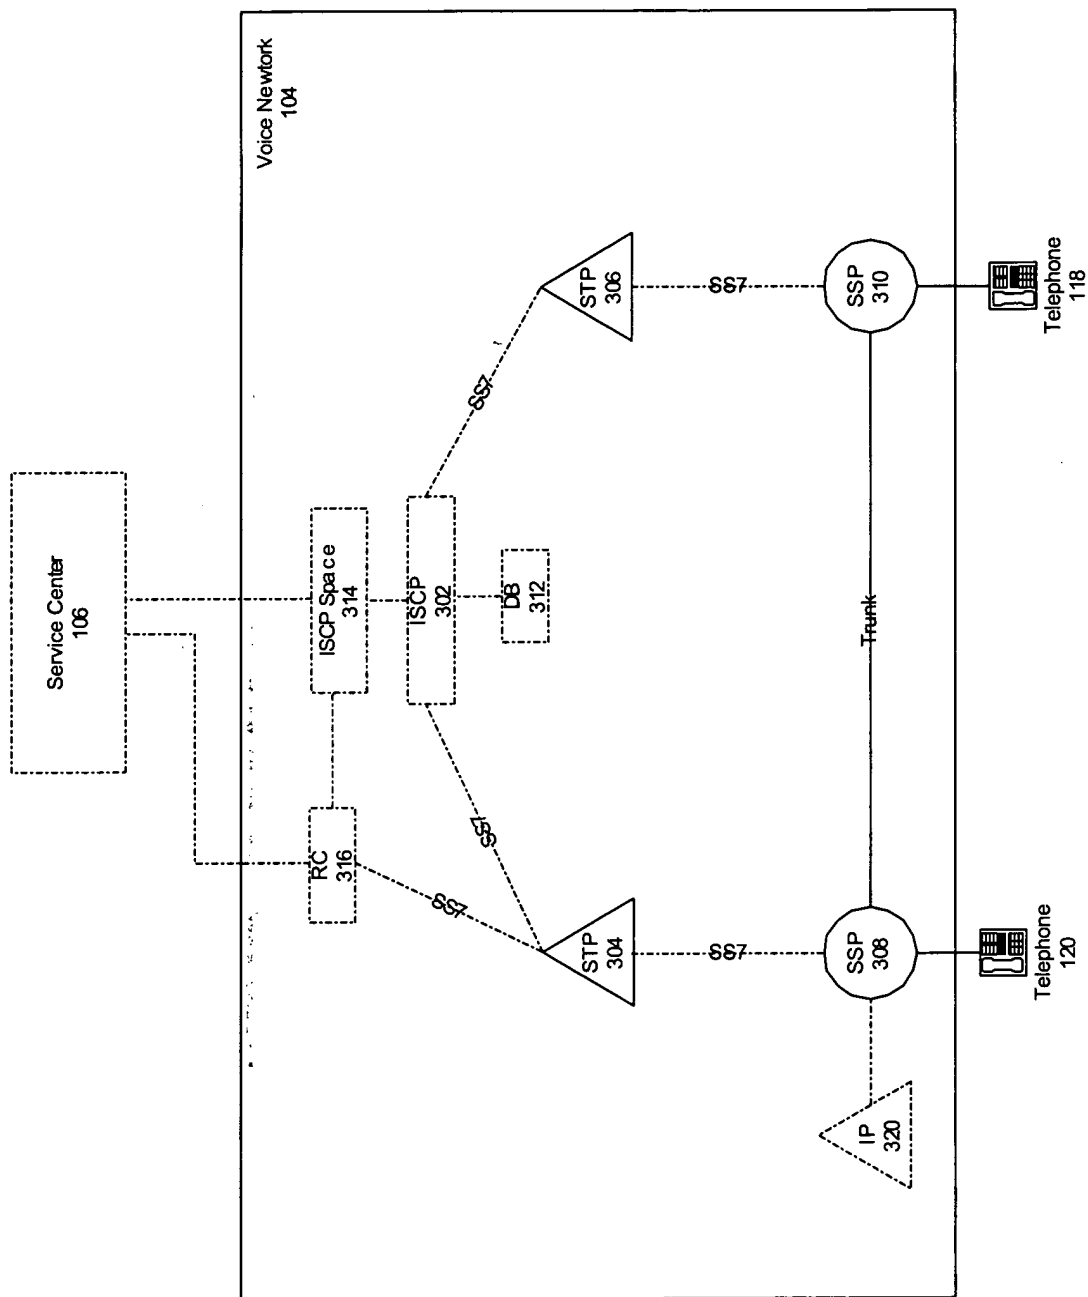 Service Center
106
Voice Newtork
104
RC
316
ISCP Space
314
ISCP
302
DB
312
SS7
SS7
SS7
STP
304
STP
306
SS7
SS7
IP
320
SSP
308
Trunk
SSP
310
Telephone
120
Telephone
118